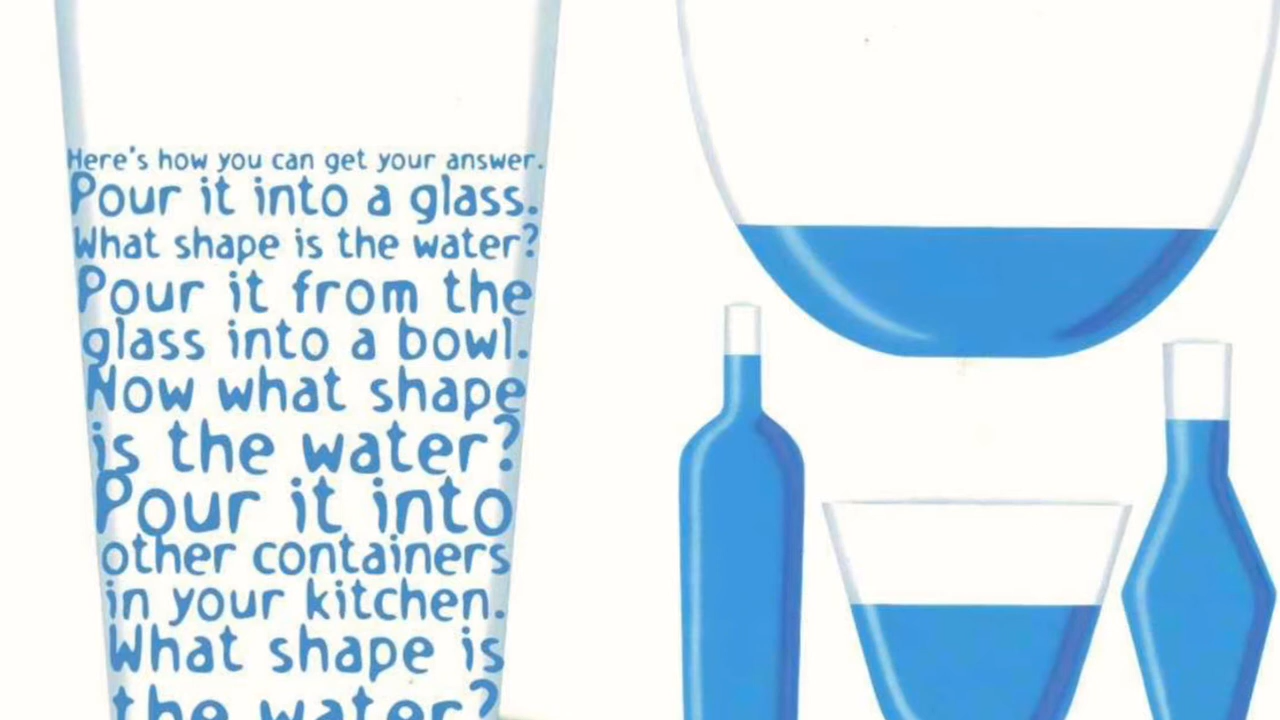 Here's how you can get your answer.
Pour it into a glass.
What shape is the water?
Pour it from the
glass into a bowl.
Now what shape
is the water?
Pour it into
other containers
in your kitchen.
What shape is
the water?